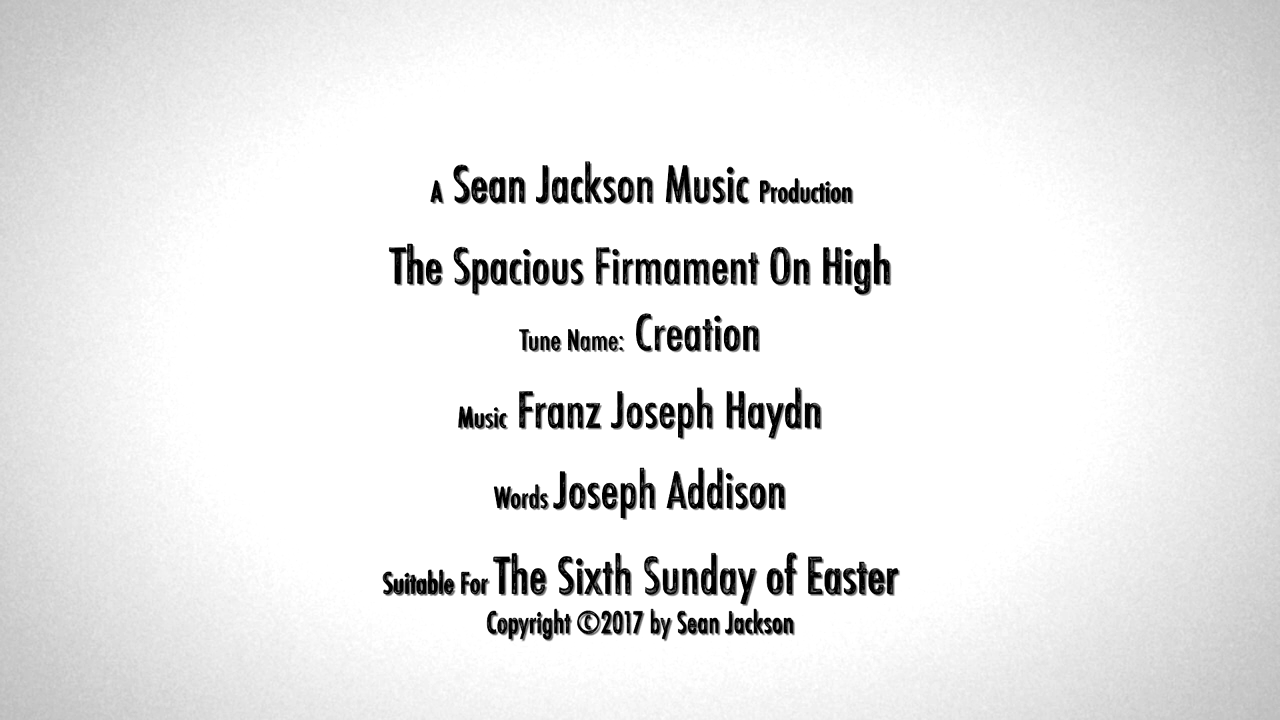 A Sean Jackson Music Production
The Spacious Firmament On High
Tune Name: Creation
Music Franz Joseph Haydn
Words Joseph Addison
Suitable For The Sixth Sunday of Easter
Copyright ©2017 by Sean Jackson